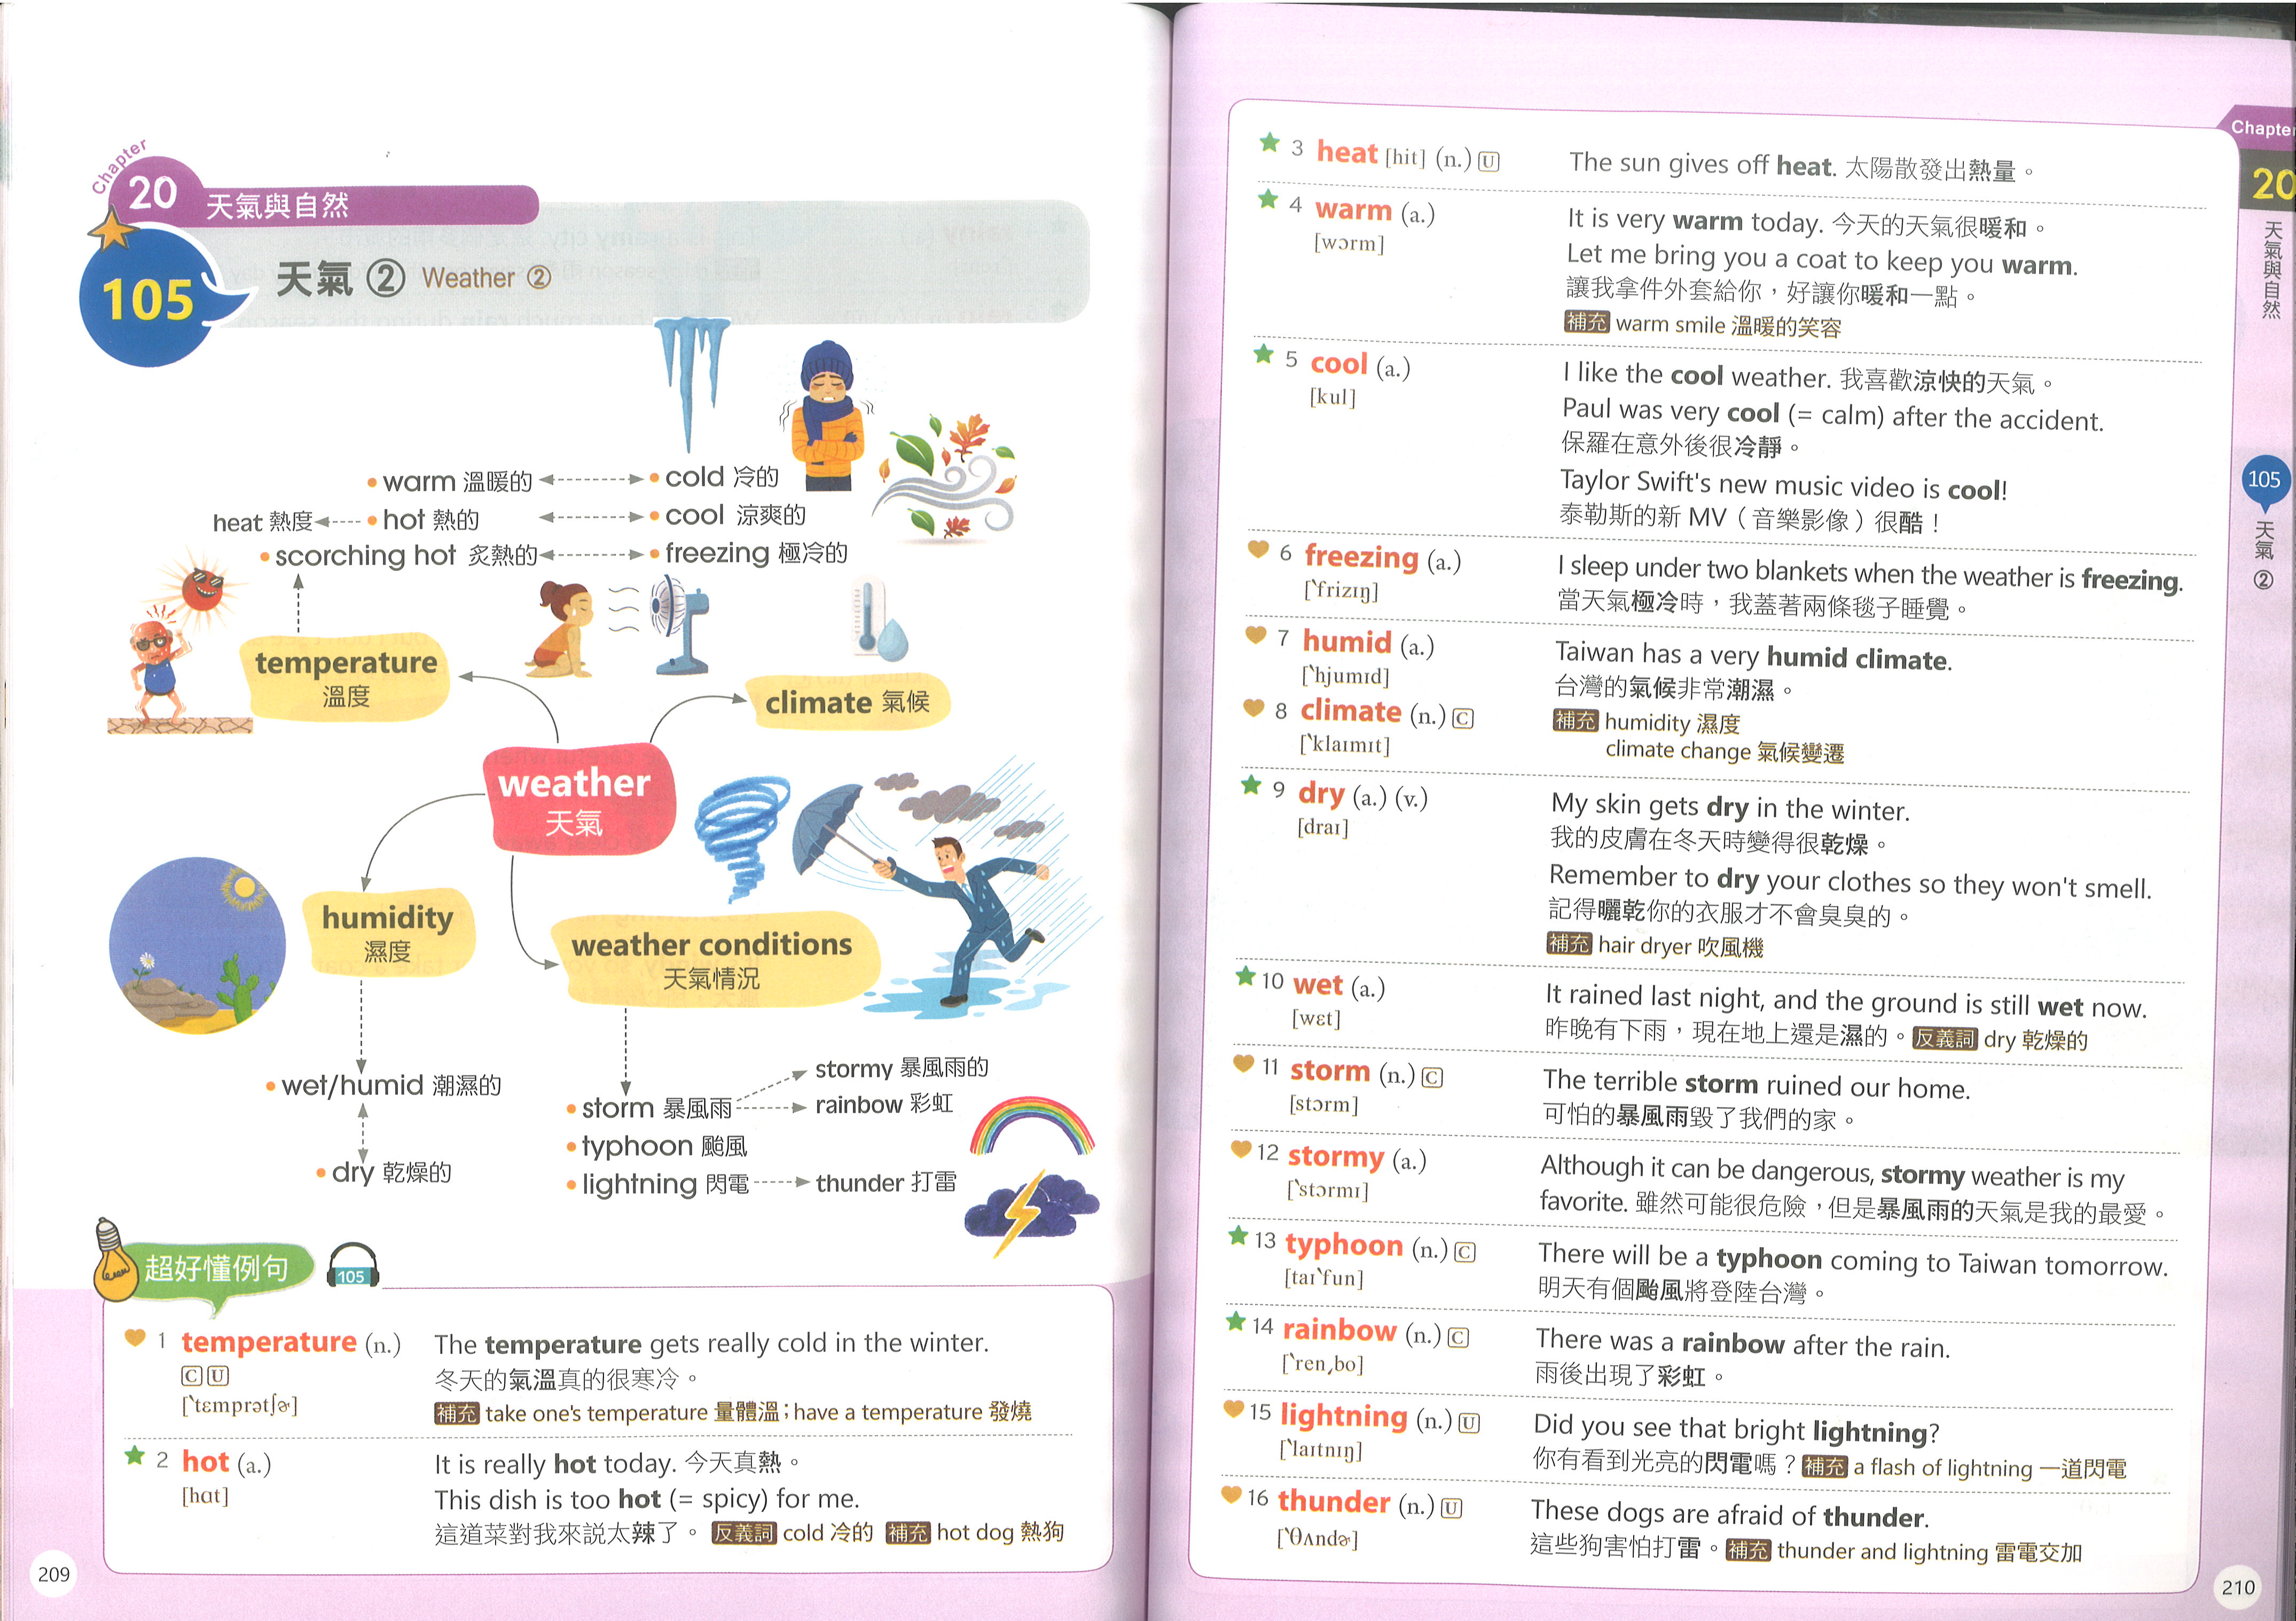 Chapter
20 天氣與自然
105 天氣② Weather ②
warm 溫暖的
cold 冷的
heat 熱度
hot 熱的
cool 涼爽的
scorching hot 炙熱的
freezing 極冷的
temperature
溫度
climate 氣候
weather
天氣
humidity
濕度
weather conditions
天氣情況
wet/humid 潮濕的
dry 乾燥的
storm 暴風雨
stormy 暴風雨的
rainbow 彩虹
typhoon 颱風
lightning 閃電
thunder 打雷
超好懂例句
105
1 temperature (n.)
C U
[ˋtɛmprətʃɚ]
The temperature gets really cold in the winter.
冬天的氣溫真的很寒冷。
補充 take one's temperature 量體溫；have a temperature 發燒
2 hot (a.)
[hɑt]
It is really hot today. 今天真熱。
This dish is too hot (= spicy) for me.
這道菜對我來說太辣了。 反義詞 cold 冷的 補充 hot dog 熱狗
209
3 heat [hit] (n.) U
The sun gives off heat. 太陽散發出熱量。
4 warm (a.)
[wɔrm]
It is very warm today. 今天的天氣很暖和。
Let me bring you a coat to keep you warm.
讓我拿件外套給你，好讓你暖和一點。
補充 warm smile 溫暖的笑容
5 cool (a.)
[kul]
I like the cool weather. 我喜歡涼快的天氣。
Paul was very cool (= calm) after the accident.
保羅在意外後很冷靜。
Taylor Swift's new music video is cool!
泰勒斯的新 MV（音樂影像）很酷！
6 freezing (a.)
[ˋfrizɪŋ]
I sleep under two blankets when the weather is freezing.
當天氣極冷時，我蓋著兩條毯子睡覺。
7 humid (a.)
[ˋhjumɪd]
8 climate (n.) C
[ˋklaɪmɪt]
Taiwan has a very humid climate.
台灣的氣候非常潮濕。
補充 humidity 濕度
climate change 氣候變遷
9 dry (a.) (v.)
[draɪ]
My skin gets dry in the winter.
我的皮膚在冬天時變得很乾燥。
Remember to dry your clothes so they won't smell.
記得曬乾你的衣服才不會臭臭的。
補充 hair dryer 吹風機
10 wet (a.)
[wɛt]
It rained last night, and the ground is still wet now.
昨晚有下雨，現在地上還是濕的。反義詞 dry 乾燥的
11 storm (n.) C
[stɔrm]
The terrible storm ruined our home.
可怕的暴風雨毀了我們的家。
12 stormy (a.)
[ˋstɔrmɪ]
Although it can be dangerous, stormy weather is my
favorite. 雖然可能很危險，但是暴風雨的天氣是我的最愛。
13 typhoon (n.) C
[taɪˋfun]
There will be a typhoon coming to Taiwan tomorrow.
明天有個颱風將登陸台灣。
14 rainbow (n.) C
[ˋrenˏbo]
There was a rainbow after the rain.
雨後出現了彩虹。
15 lightning (n.) U
[ˋlaɪtnɪŋ]
Did you see that bright lightning?
你有看到光亮的閃電嗎？補充 a flash of lightning 一道閃電
16 thunder (n.) U
[ˋθʌndɚ]
These dogs are afraid of thunder.
這些狗害怕打雷。補充 thunder and lightning 雷電交加
Chapter
20
天氣與自然
105
天氣②
210